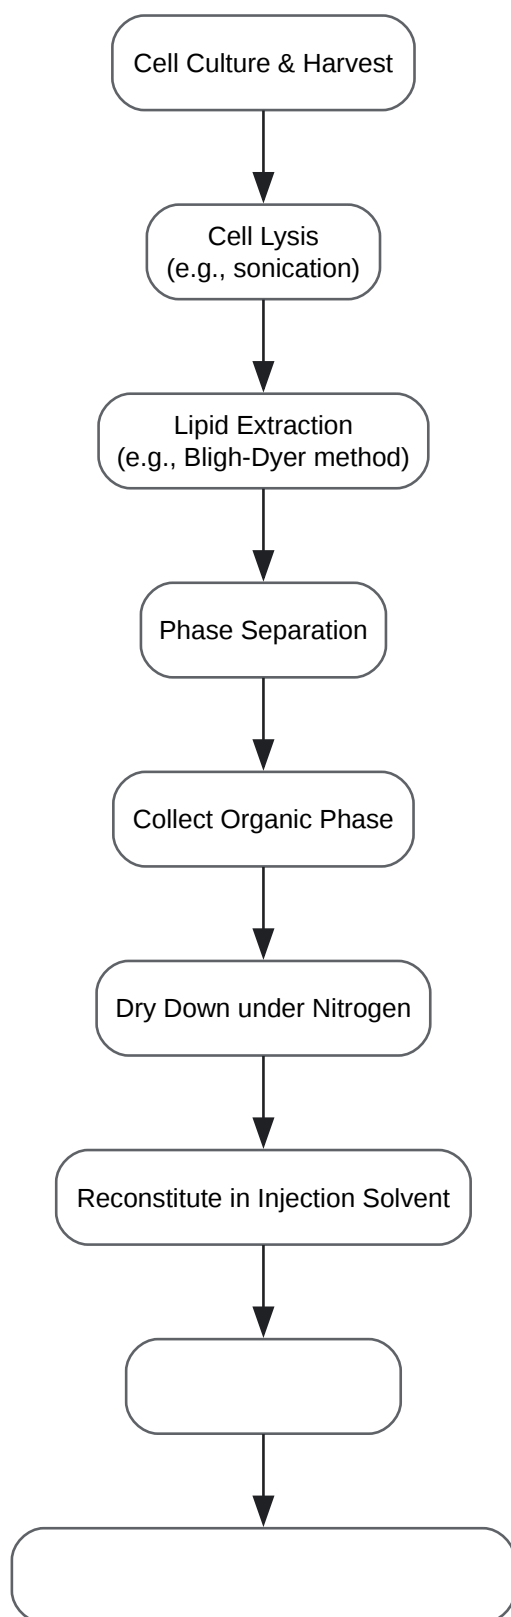 Cell Culture & Harvest
Cell Lysis
(e.g., sonication)
Lipid Extraction
(e.g., Bligh-Dyer method)
Phase Separation
Collect Organic Phase
Dry Down under Nitrogen
Reconstitute in Injection Solvent